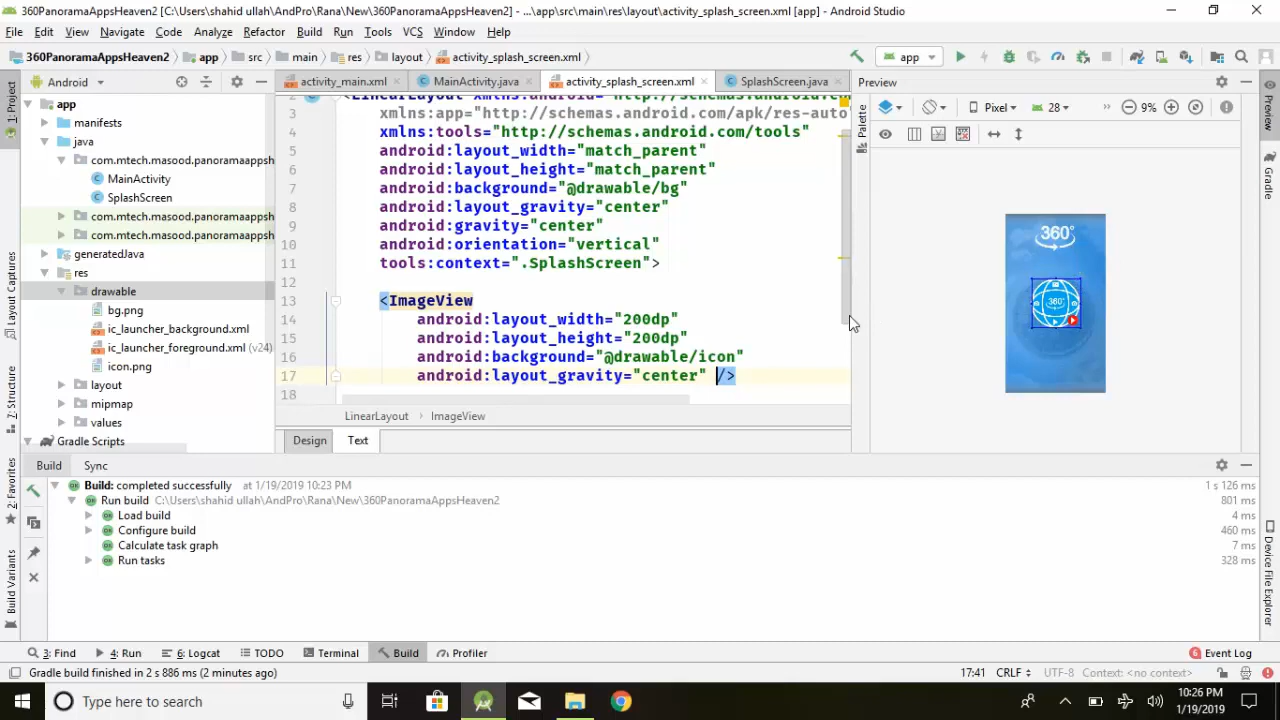 360PanoramaAppsHeaven2 [C:\Users\shahid ullah\AndPro\Rana\New\360PanoramaAppsHeaven2] - ...\app\src\main\res\layout\activity_splash_screen.xml [app] - Android Studio
File Edit View Navigate Code Analyze Refactor Build Run Tools VCS Window Help
360PanoramaAppsHeaven2 app src main res layout activity_splash_screen.xml app
Android activity_main.xml MainActivity.java activity_splash_screen.xml SplashScreen.java Preview
1: Project
Layout Captures
Z: Structure
2: Favorites
Build Variants
app
manifests
java
com.mtech.masood.panoramaappsh
MainActivity
SplashScreen
com.mtech.masood.panoramaappsh
com.mtech.masood.panoramaappsh
generatedJava
res
drawable
bg.png
ic_launcher_background.xml
ic_launcher_foreground.xml (v24)
icon.png
layout
mipmap
values
Gradle Scripts
2 <LinearLayout xmlns:android="http://schemas.android.com/
3 xmlns:app="http://schemas.android.com/apk/res-auto
4 xmlns:tools="http://schemas.android.com/tools"
5 android:layout_width="match_parent"
6 android:layout_height="match_parent"
7 android:background="@drawable/bg"
8 android:layout_gravity="center"
9 android:gravity="center"
10 android:orientation="vertical"
11 tools:context=".SplashScreen">
12
13 <ImageView
14 android:layout_width="200dp"
15 android:layout_height="200dp"
16 android:background="@drawable/icon"
17 android:layout_gravity="center" />
18
LinearLayout ImageView
Design Text
Palette
Pixel 28 9%
360°
360°
Preview
Gradle
Device File Explorer
Build Sync
Build: completed successfully at 1/19/2019 10:23 PM 1 s 126 ms
Run build C:\Users\shahid ullah\AndPro\Rana\New\360PanoramaAppsHeaven2 801 ms
Load build 4 ms
Configure build 460 ms
Calculate task graph 7 ms
Run tasks 328 ms
3: Find 4: Run 6: Logcat TODO Terminal Build Profiler 6 Event Log
Gradle build finished in 2 s 886 ms (2 minutes ago) 17:41 CRLF UTF-8 Context: <no context>
Type here to search
10:26 PM
1/19/2019